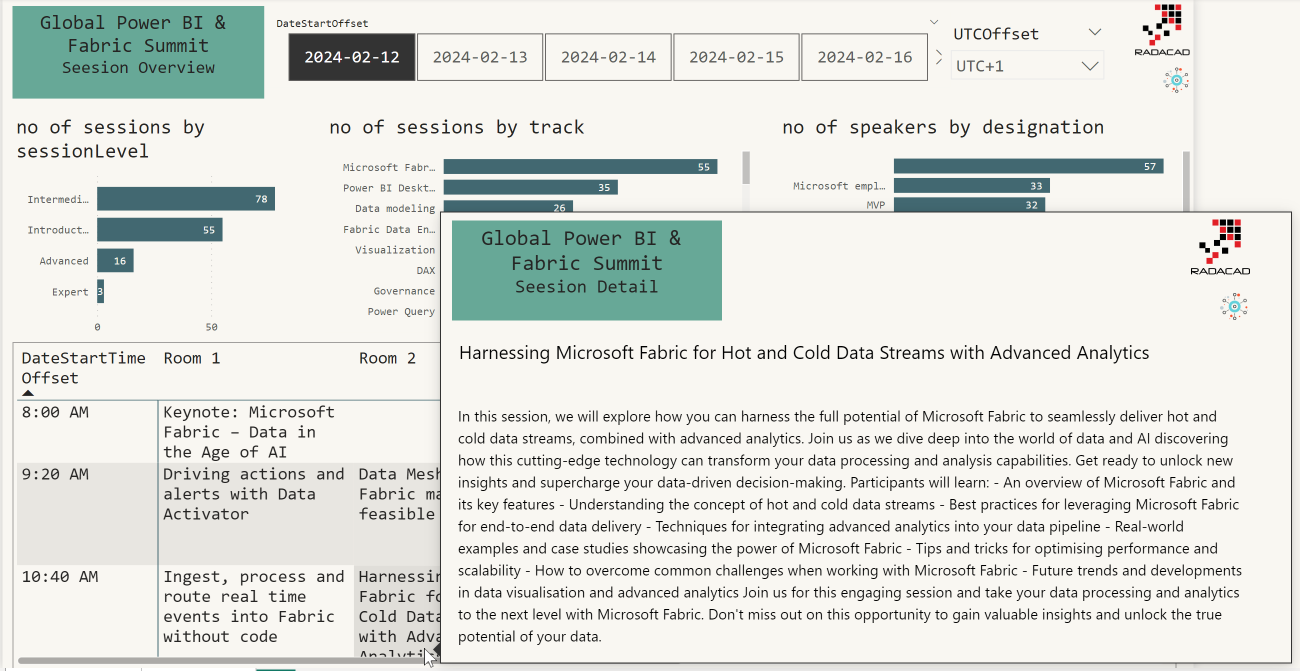 Global Power BI &
Fabric Summit
Seesion Overview
DateStartOffset
2024-02-12
2024-02-13
2024-02-14
2024-02-15
2024-02-16
UTCOffset
UTC+1
RADACAD
no of sessions by
sessionLevel
Intermedi…
78
Introduct…
55
Advanced
16
Expert
3
0
50
no of sessions by track
Microsoft Fabr…
55
Power BI Deskt…
35
Data modeling
26
Fabric Data En…
Visualization
DAX
Governance
Power Query
no of speakers by designation
57
Microsoft empl…
33
MVP
32
DateStartTime
Offset
Room 1
Room 2
8:00 AM
Keynote: Microsoft
Fabric – Data in
the Age of AI
9:20 AM
Driving actions and
alerts with Data
Activator
Data Mesh
Fabric ma
feasible
10:40 AM
Ingest, process and
route real time
events into Fabric
without code
Harnessin
Fabric fo
Cold Data
with Adva
Analytic
Global Power BI &
Fabric Summit
Seesion Detail
RADACAD
Harnessing Microsoft Fabric for Hot and Cold Data Streams with Advanced Analytics
In this session, we will explore how you can harness the full potential of Microsoft Fabric to seamlessly deliver hot and
cold data streams, combined with advanced analytics. Join us as we dive deep into the world of data and AI discovering
how this cutting-edge technology can transform your data processing and analysis capabilities. Get ready to unlock new
insights and supercharge your data-driven decision-making. Participants will learn: - An overview of Microsoft Fabric and
its key features - Understanding the concept of hot and cold data streams - Best practices for leveraging Microsoft Fabric
for end-to-end data delivery - Techniques for integrating advanced analytics into your data pipeline - Real-world
examples and case studies showcasing the power of Microsoft Fabric - Tips and tricks for optimising performance and
scalability - How to overcome common challenges when working with Microsoft Fabric - Future trends and developments
in data visualisation and advanced analytics Join us for this engaging session and take your data processing and analytics
to the next level with Microsoft Fabric. Don't miss out on this opportunity to gain valuable insights and unlock the true
potential of your data.